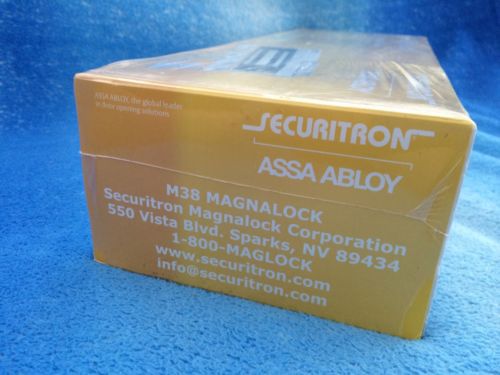 ASSA ABLOY, the global leader
in door opening solutions
SECURITRON
ASSA ABLOY
M38 MAGNALOCK
Securitron Magnalock Corporation
550 Vista Blvd. Sparks, NV 89434
1-800-MAGLOCK
www.securitron.com
info@securitron.com